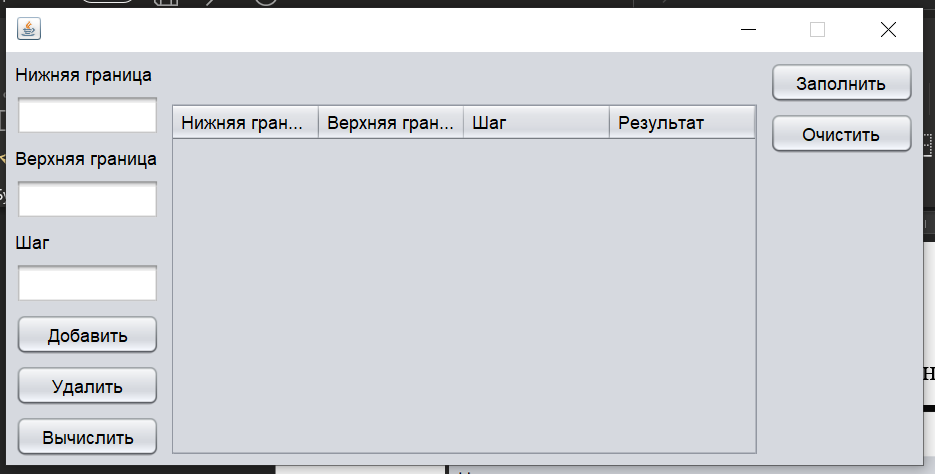 Нижняя граница
Верхняя граница
Шаг
Добавить
Удалить
Вычислить
Нижняя гран... Верхняя гран... Шаг Результат
Заполнить
Очистить